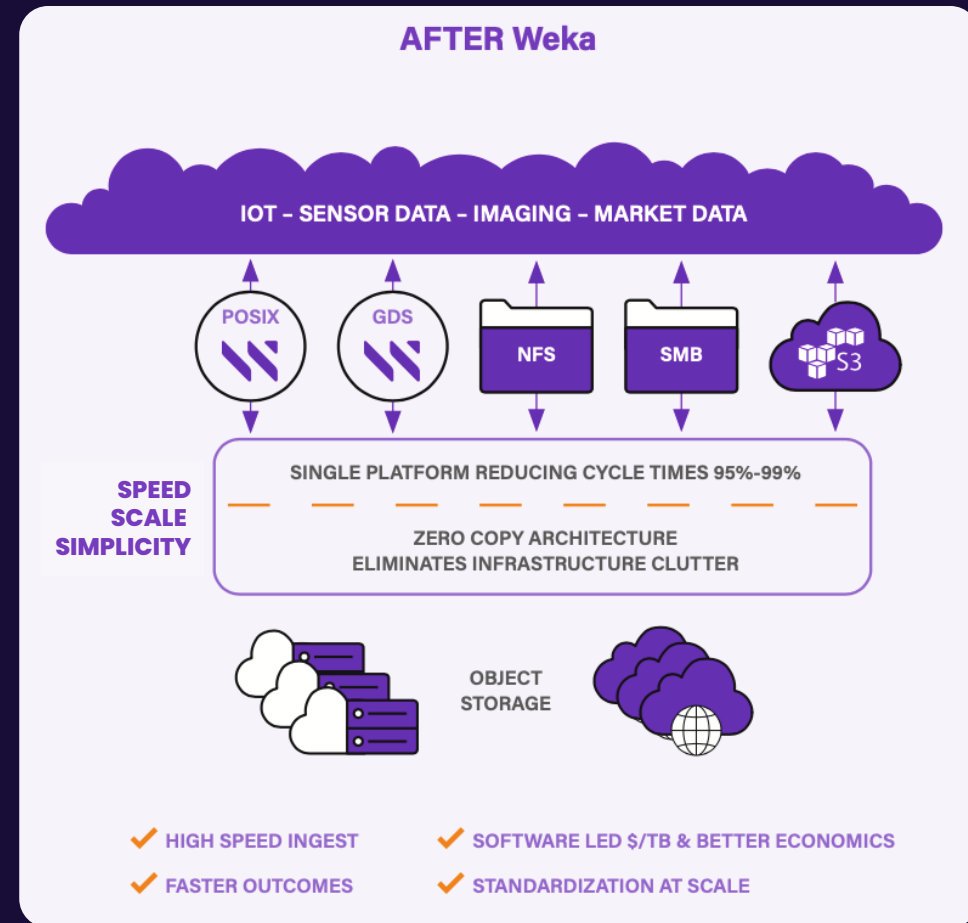 AFTER Weka
IOT – SENSOR DATA – IMAGING – MARKET DATA
POSIX
GDS
NFS
SMB
S3
SPEED
SCALE
SIMPLICITY
SINGLE PLATFORM REDUCING CYCLE TIMES 95%-99%
ZERO COPY ARCHITECTURE
ELIMINATES INFRASTRUCTURE CLUTTER
OBJECT
STORAGE
HIGH SPEED INGEST
SOFTWARE LED $/TB & BETTER ECONOMICS
FASTER OUTCOMES
STANDARDIZATION AT SCALE